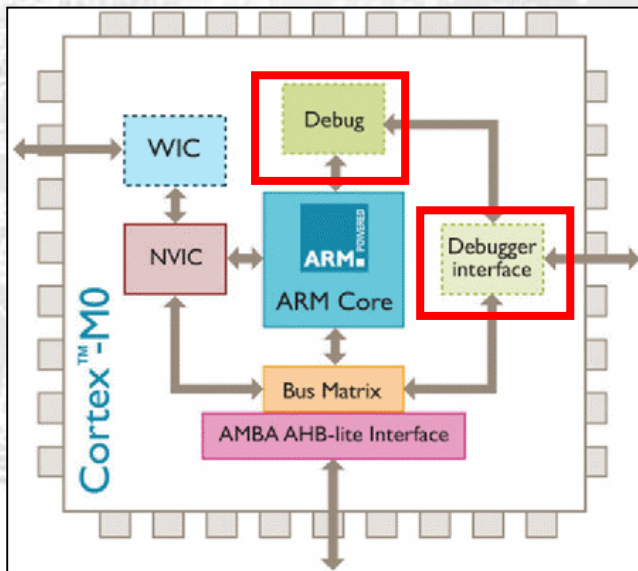 Debug
WIC
ARM POWERED
NVIC
Debugger
interface
ARM Core
Bus Matrix
AMBA AHB-lite Interface
Cortex™-M0